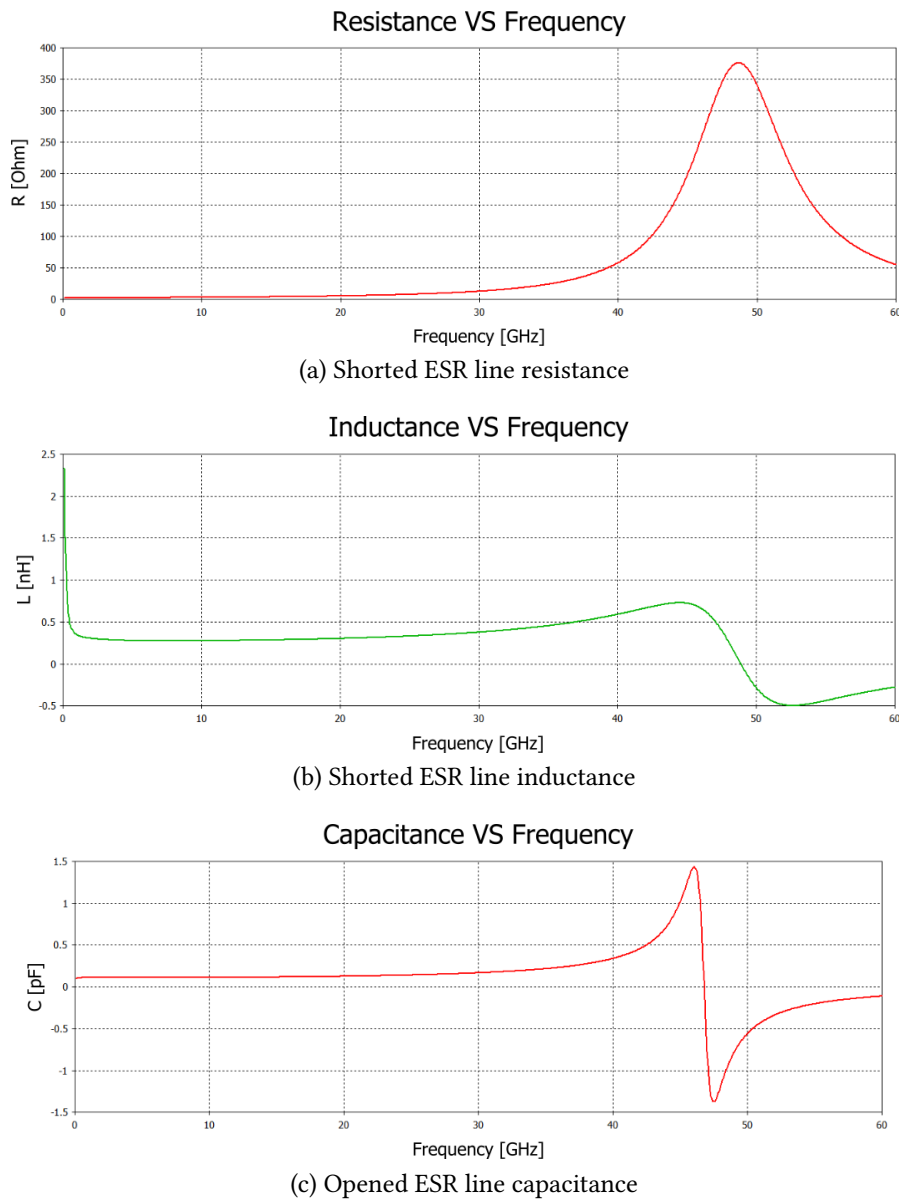 Resistance VS Frequency
400
350
300
250
200
150
100
50
0
R [Ohm]
0 10 20 30 40 50 60
Frequency [GHz]
(a) Shorted ESR line resistance
Inductance VS Frequency
2.5
2
1.5
1
0.5
0
-0.5
L [nH]
0 10 20 30 40 50 60
Frequency [GHz]
(b) Shorted ESR line inductance
Capacitance VS Frequency
1.5
1
0.5
0
-0.5
-1
-1.5
C [pF]
0 10 20 30 40 50 60
Frequency [GHz]
(c) Opened ESR line capacitance